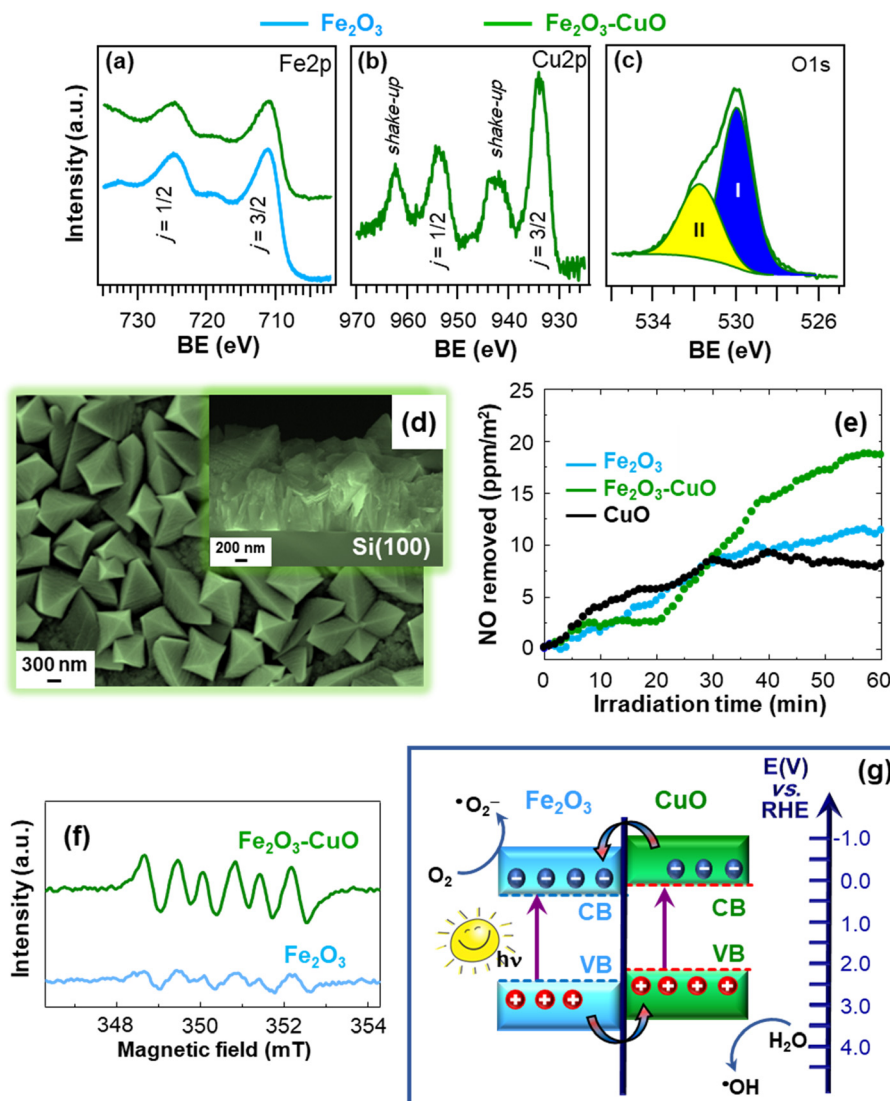 Fe₂O₃ Fe₂O₃-CuO
(a) Fe2p
(b) Cu2p
(c) O1s
Intensity (a.u.)
j = 1/2
j = 3/2
shake-up
j = 1/2
shake-up
j = 3/2
I
II
730 720 710
970 960 950 940 930
534 530 526
BE (eV)
BE (eV)
BE (eV)
(d)
Si(100)
200 nm
300 nm
(e)
NO removed (ppm/m²)
25
20
15
10
5
0
Fe₂O₃
Fe₂O₃-CuO
CuO
0 10 20 30 40 50 60
Irradiation time (min)
(f)
Intensity (a.u.)
Fe₂O₃-CuO
Fe₂O₃
348 350 352 354
Magnetic field (mT)
(g)
E(V)
vs.
RHE
Fe₂O₃ CuO
•O₂⁻
O₂
CB CB
hν
VB VB
-1.0
0.0
1.0
2.0
3.0
4.0
H₂O
•OH